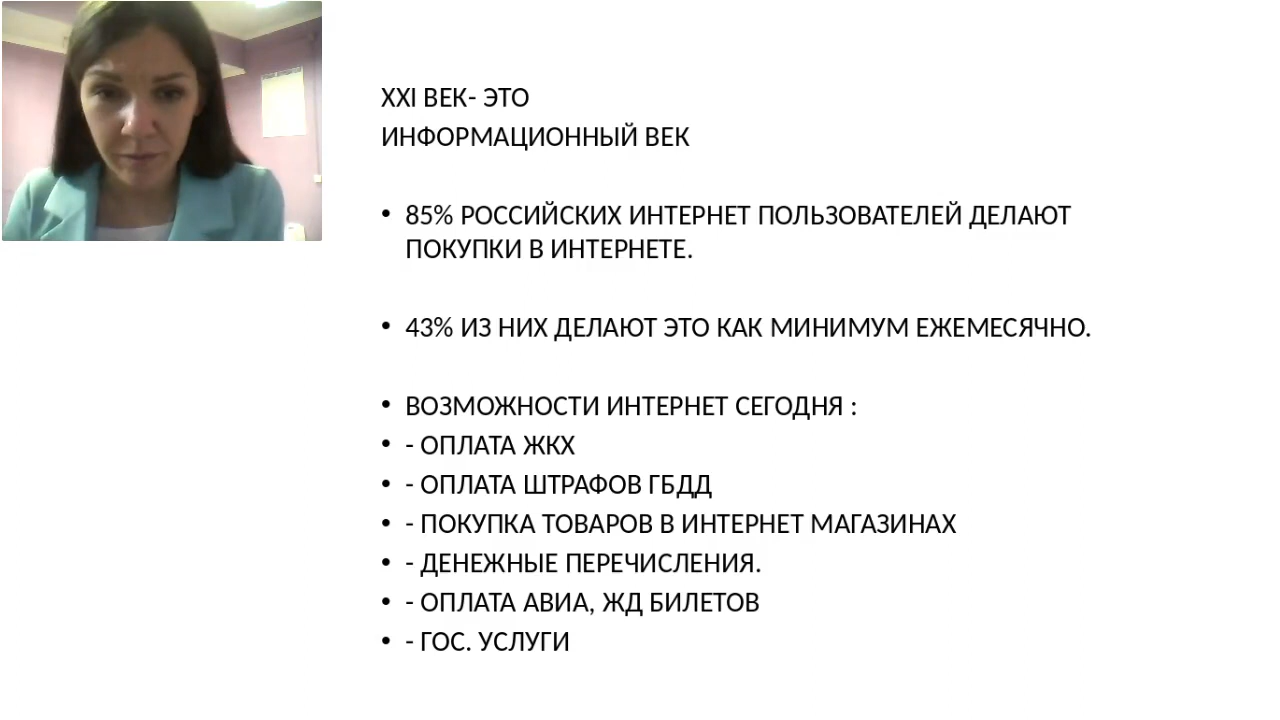 XXI ВЕК- ЭТО
ИНФОРМАЦИОННЫЙ ВЕК
• 85% РОССИЙСКИХ ИНТЕРНЕТ ПОЛЬЗОВАТЕЛЕЙ ДЕЛАЮТ
ПОКУПКИ В ИНТЕРНЕТЕ.
• 43% ИЗ НИХ ДЕЛАЮТ ЭТО КАК МИНИМУМ ЕЖЕМЕСЯЧНО.
• ВОЗМОЖНОСТИ ИНТЕРНЕТ СЕГОДНЯ :
• - ОПЛАТА ЖКХ
• - ОПЛАТА ШТРАФОВ ГБДД
• - ПОКУПКА ТОВАРОВ В ИНТЕРНЕТ МАГАЗИНАХ
• - ДЕНЕЖНЫЕ ПЕРЕЧИСЛЕНИЯ.
• - ОПЛАТА АВИА, ЖД БИЛЕТОВ
• - ГОС. УСЛУГИ